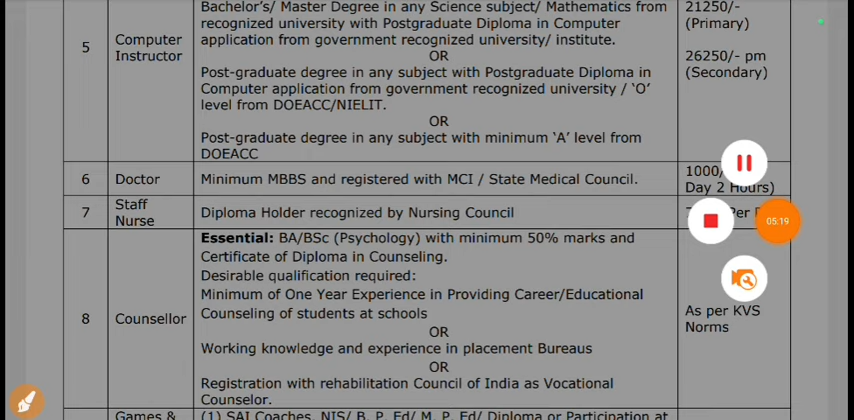 Bachelor's/ Master Degree in any Science subject/ Mathematics from
recognized university with Postgraduate Diploma in Computer
application from government recognized university/ institute.
OR
Post-graduate degree in any subject with Postgraduate Diploma in
Computer application from government recognized university / 'O'
level from DOEACC/NIELIT.
OR
Post-graduate degree in any subject with minimum 'A' level from
DOEACC
5
Computer
Instructor
21250/-
(Primary)
26250/- pm
(Secondary)
6
Doctor
Minimum MBBS and registered with MCI / State Medical Council.
1000/
Day 2 Hours)
7
Staff
Nurse
Diploma Holder recognized by Nursing Council
Per
05:19
8
Counsellor
Essential: BA/BSc (Psychology) with minimum 50% marks and
Certificate of Diploma in Counseling.
Desirable qualification required:
Minimum of One Year Experience in Providing Career/Educational
Counseling of students at schools
OR
Working knowledge and experience in placement Bureaus
OR
Registration with rehabilitation Council of India as Vocational
Counselor.
As per KVS
Norms
Games &
(1) SAI Coaches, NIS/ B. P. Ed/ M. P. Ed/ Diploma or Participation at